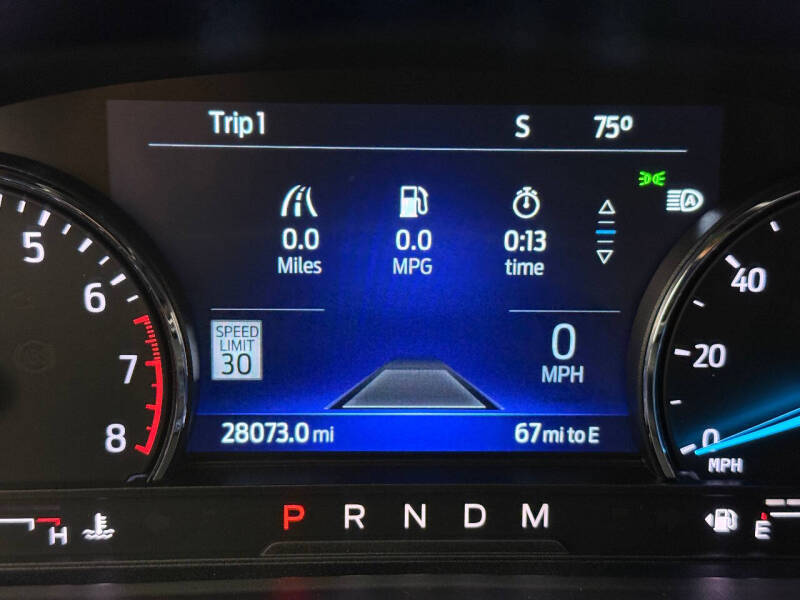 Trip 1 S 75º
0.0 0.0 0:13
Miles MPG time
A
5
6
7
8
SPEED
LIMIT
30
0
MPH
40
20
0
MPH
28073.0 mi 67 mi to E
H P R N D M E